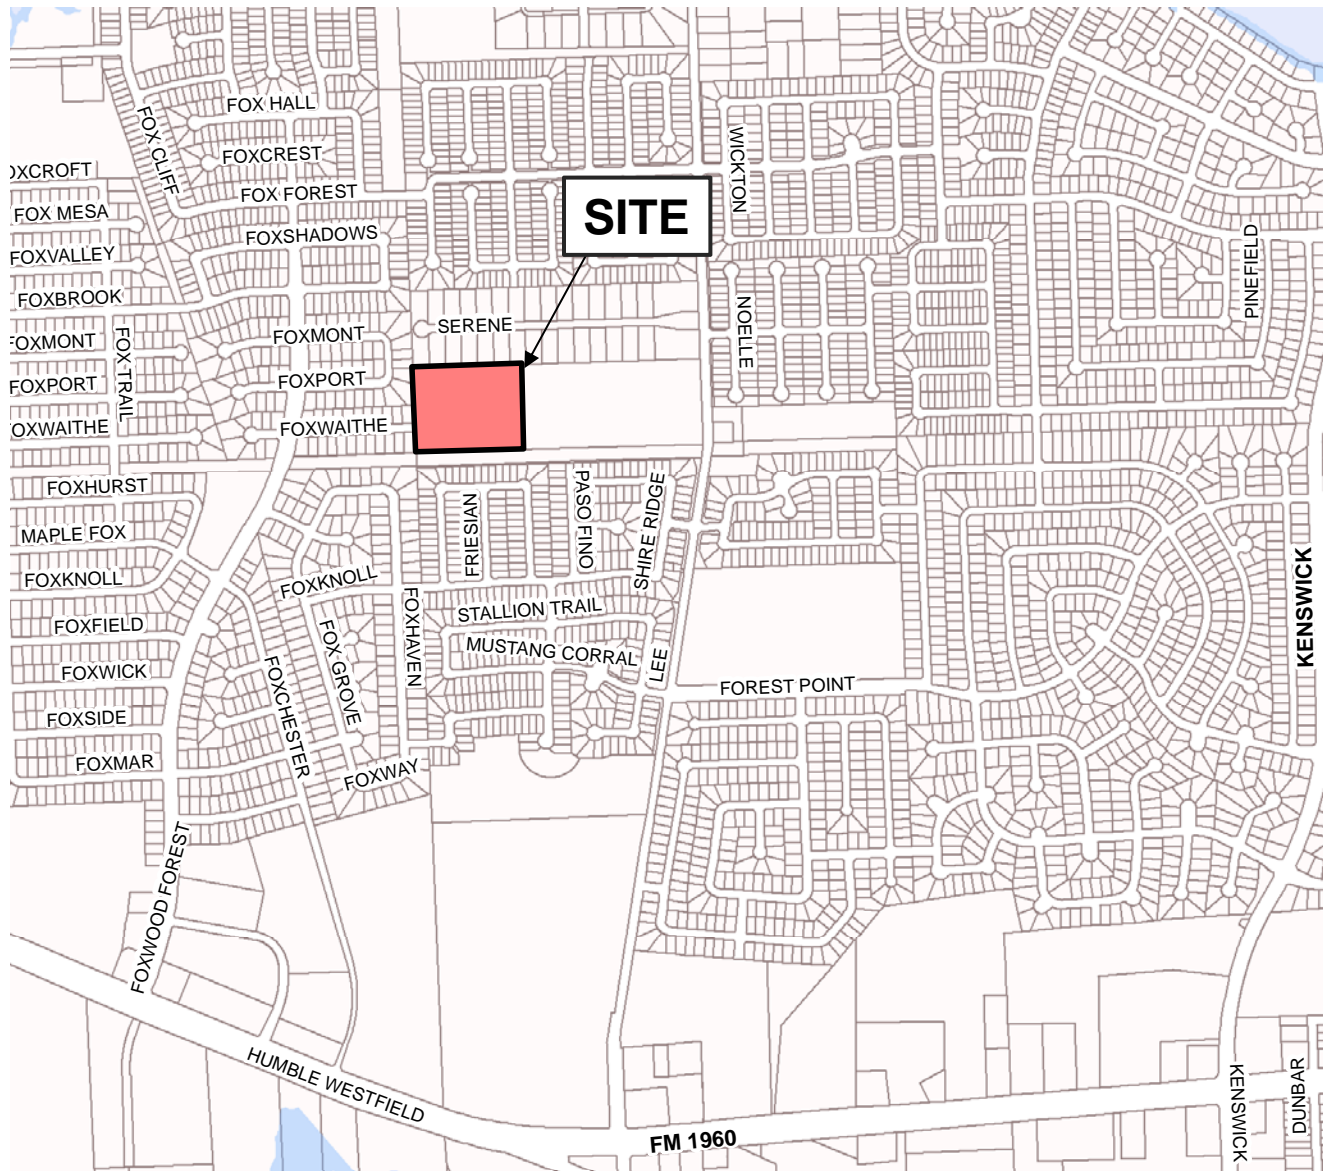 FOX HALL
FOX CLIFF
FOXCREST
WICKTON
OXCROFT
FOX FOREST
FOX MESA
SITE
FOXSHADOWS
FOXVALLEY
PINEFIELD
FOXBROOK
SERENE
NOELLE
FOXMONT
FOXMONT
FOX TRAIL
FOXPORT
FOXPORT
FOXWAITHE
FOXWAITHE
FOXHURST
FRIESIAN
PASO FINO
SHIRE RIDGE
MAPLE FOX
FOXKNOLL
FOXKNOLL
KENSWICK
STALLION TRAIL
FOXHAVEN
FOXFIELD
FOX GROVE
MUSTANG CORRAL
LEE
FOXWICK
FOXCHESTER
FOREST POINT
FOXSIDE
FOXMAR
FOXWAY
FOXWOOD FOREST
HUMBLE WESTFIELD
FM 1960
KENSWICK
DUNBAR